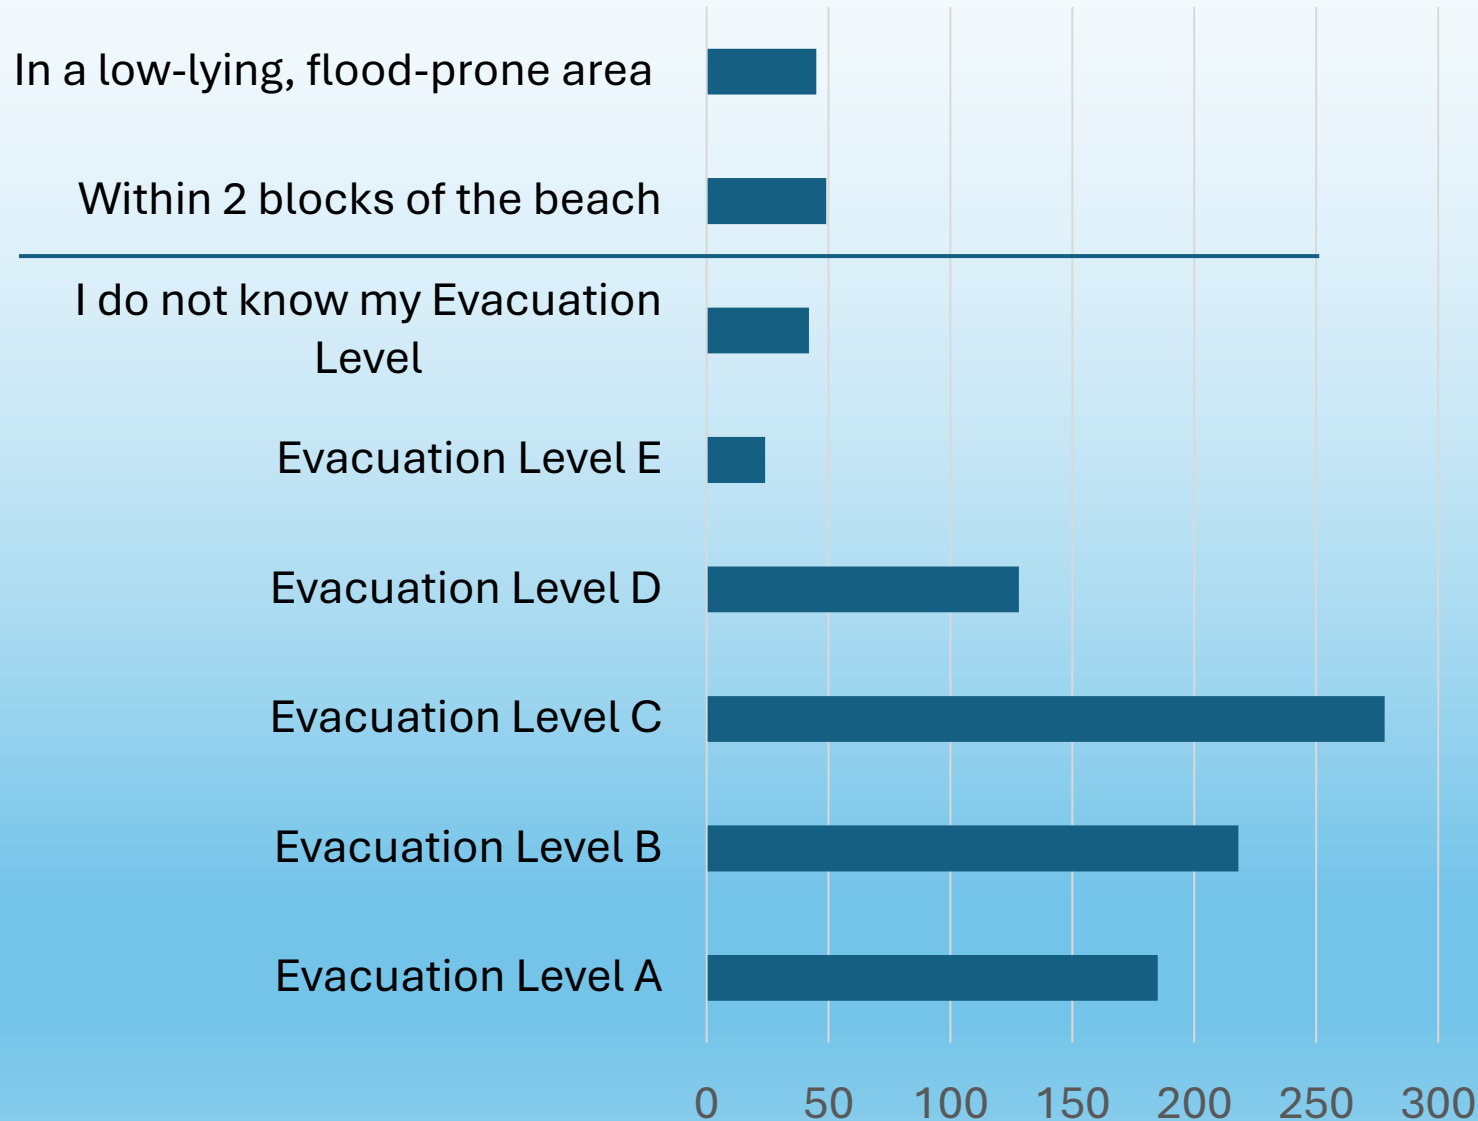 In a low-lying, flood-prone area
Within 2 blocks of the beach
I do not know my Evacuation
Level
Evacuation Level E
Evacuation Level D
Evacuation Level C
Evacuation Level B
Evacuation Level A
0 50 100 150 200 250 300